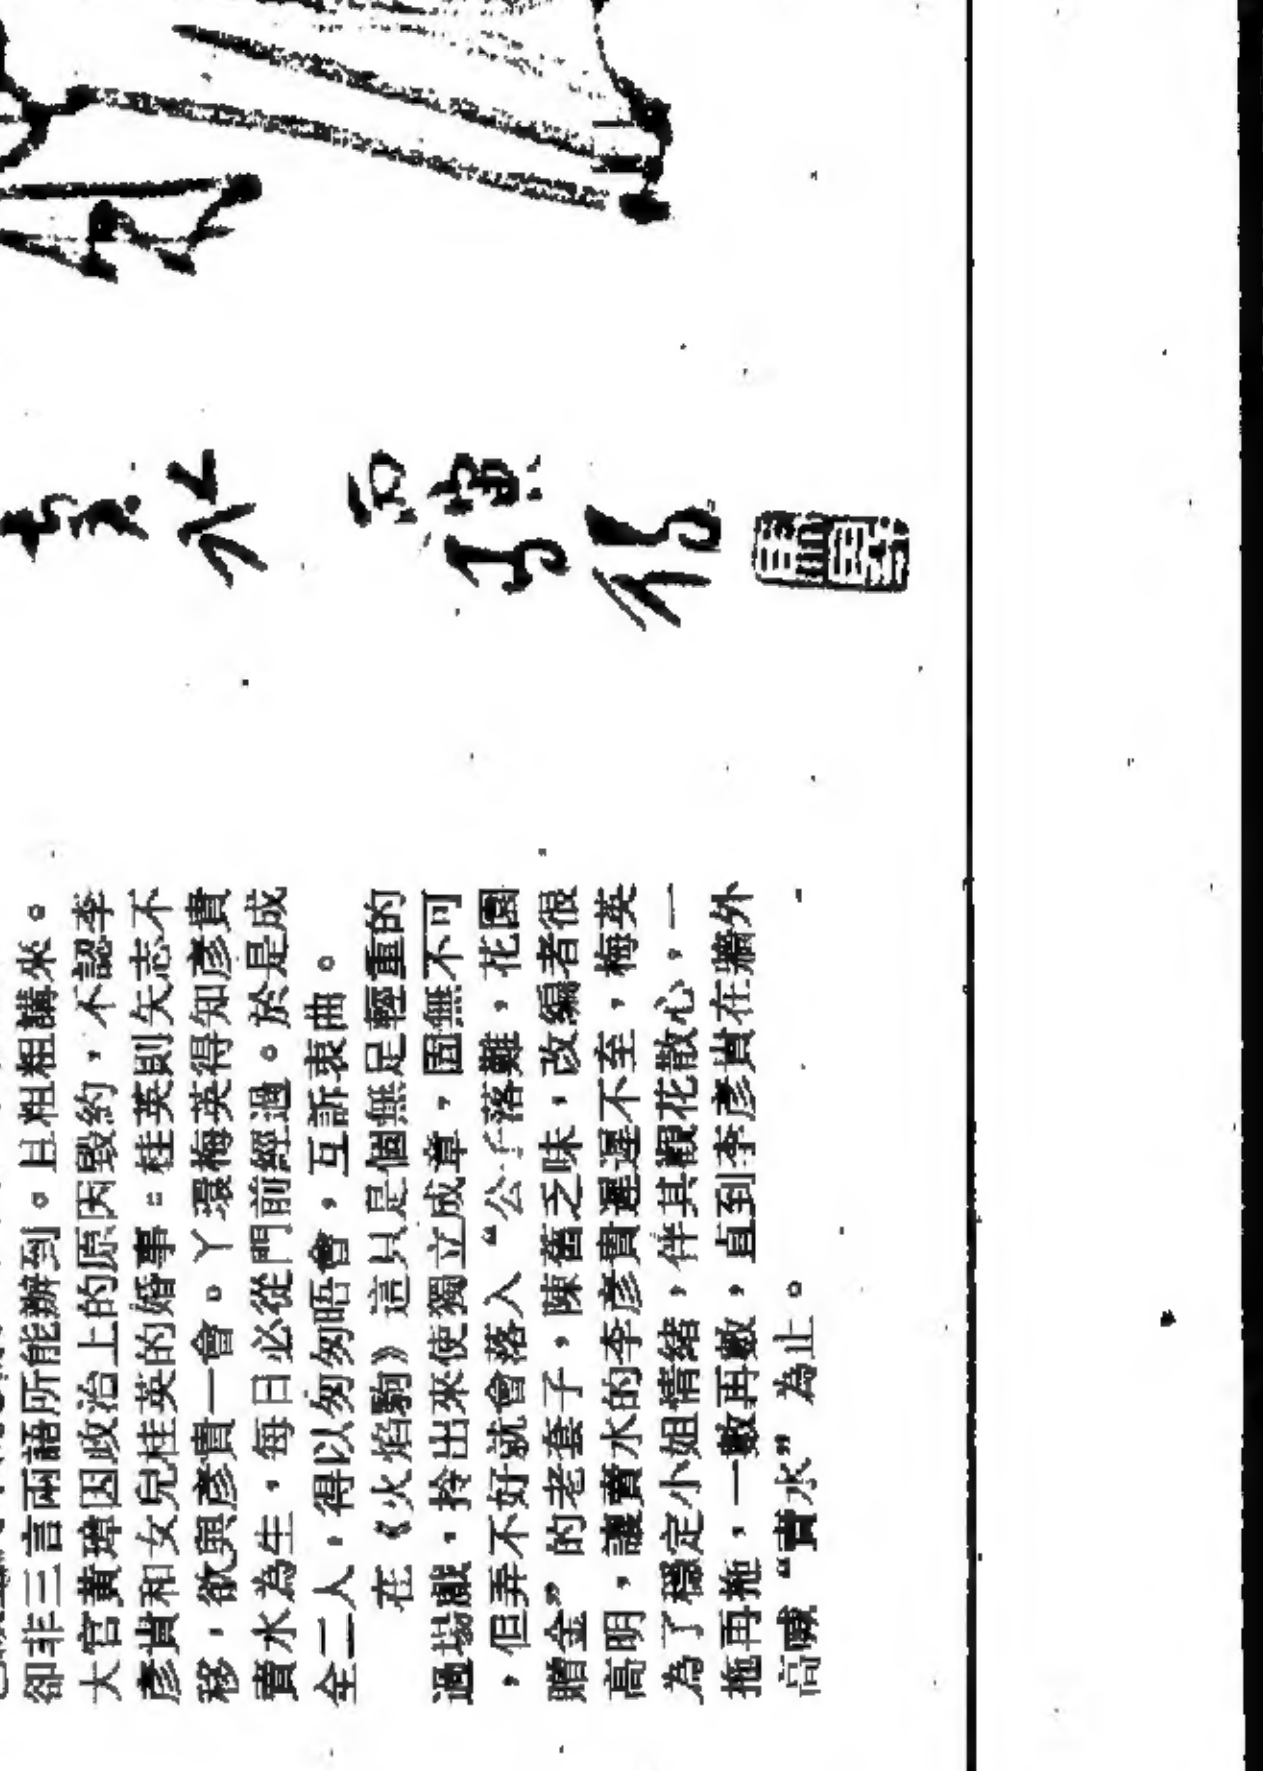 賣水
馬得作
卻非三言兩語所能辦到。且粗粗講來。
大官黃璋因政治上的原因毀約,不認李
彥貴和女兒桂英的婚事。桂英則矢志不
移,欲與彥貴一會。丫環梅英得知彥貴
賣水為生,每日必從門前經過。於是成
全二人,得以匆匆晤會,互訴衷曲。
在《火焰駒》這只是個無足輕重的
過場戲,拎出來使獨立成章,固無不可
,但弄不好就會落入“公子落難,花園
贈金”的老套子,陳舊乏味,改編者很
高明,讓賣水的李彥貴遲遲不至,梅英
為了穩定小姐情緒,伴其觀花散心,一
拖再拖,一數再數,直到李彥貴在牆外
高喊“賣水”為止。